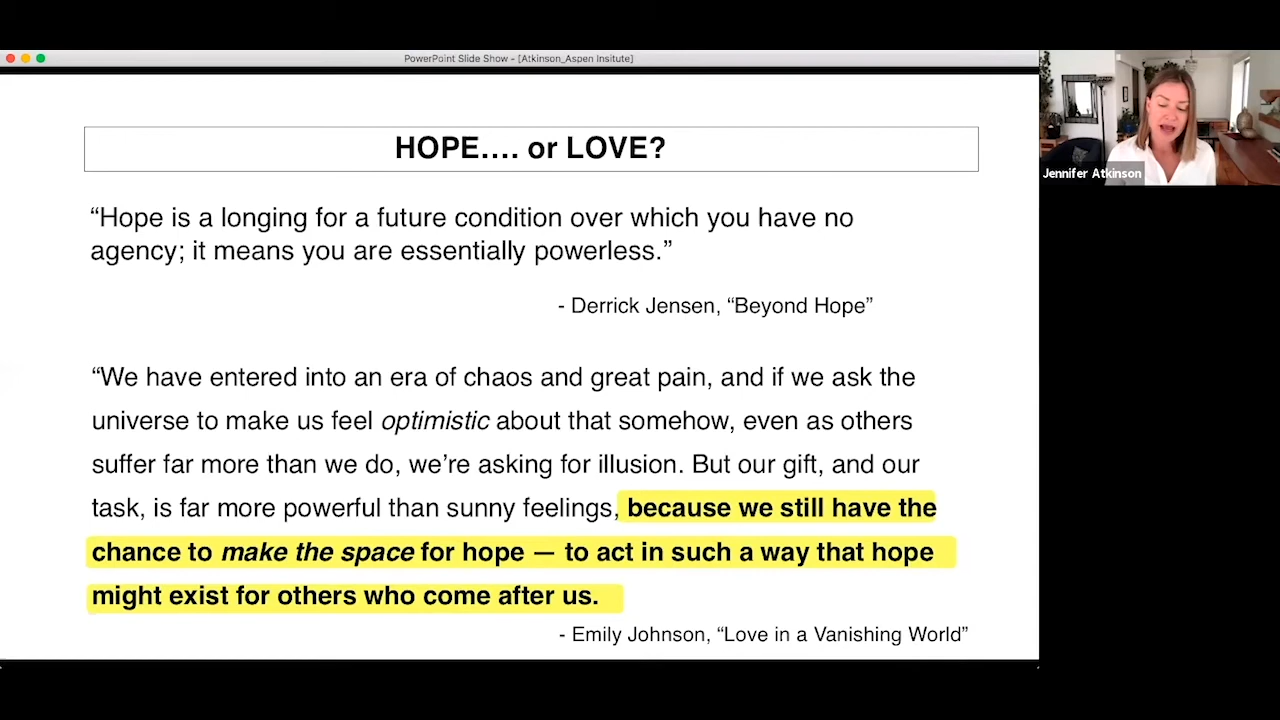 PowerPoint Slide Show - [Atkinson_Aspen Insitute]
HOPE…. or LOVE?
“Hope is a longing for a future condition over which you have no
agency; it means you are essentially powerless.”
- Derrick Jensen, “Beyond Hope”
“We have entered into an era of chaos and great pain, and if we ask the
universe to make us feel optimistic about that somehow, even as others
suffer far more than we do, we’re asking for illusion. But our gift, and our
task, is far more powerful than sunny feelings, because we still have the
chance to make the space for hope — to act in such a way that hope
might exist for others who come after us.
- Emily Johnson, “Love in a Vanishing World”
Jennifer Atkinson